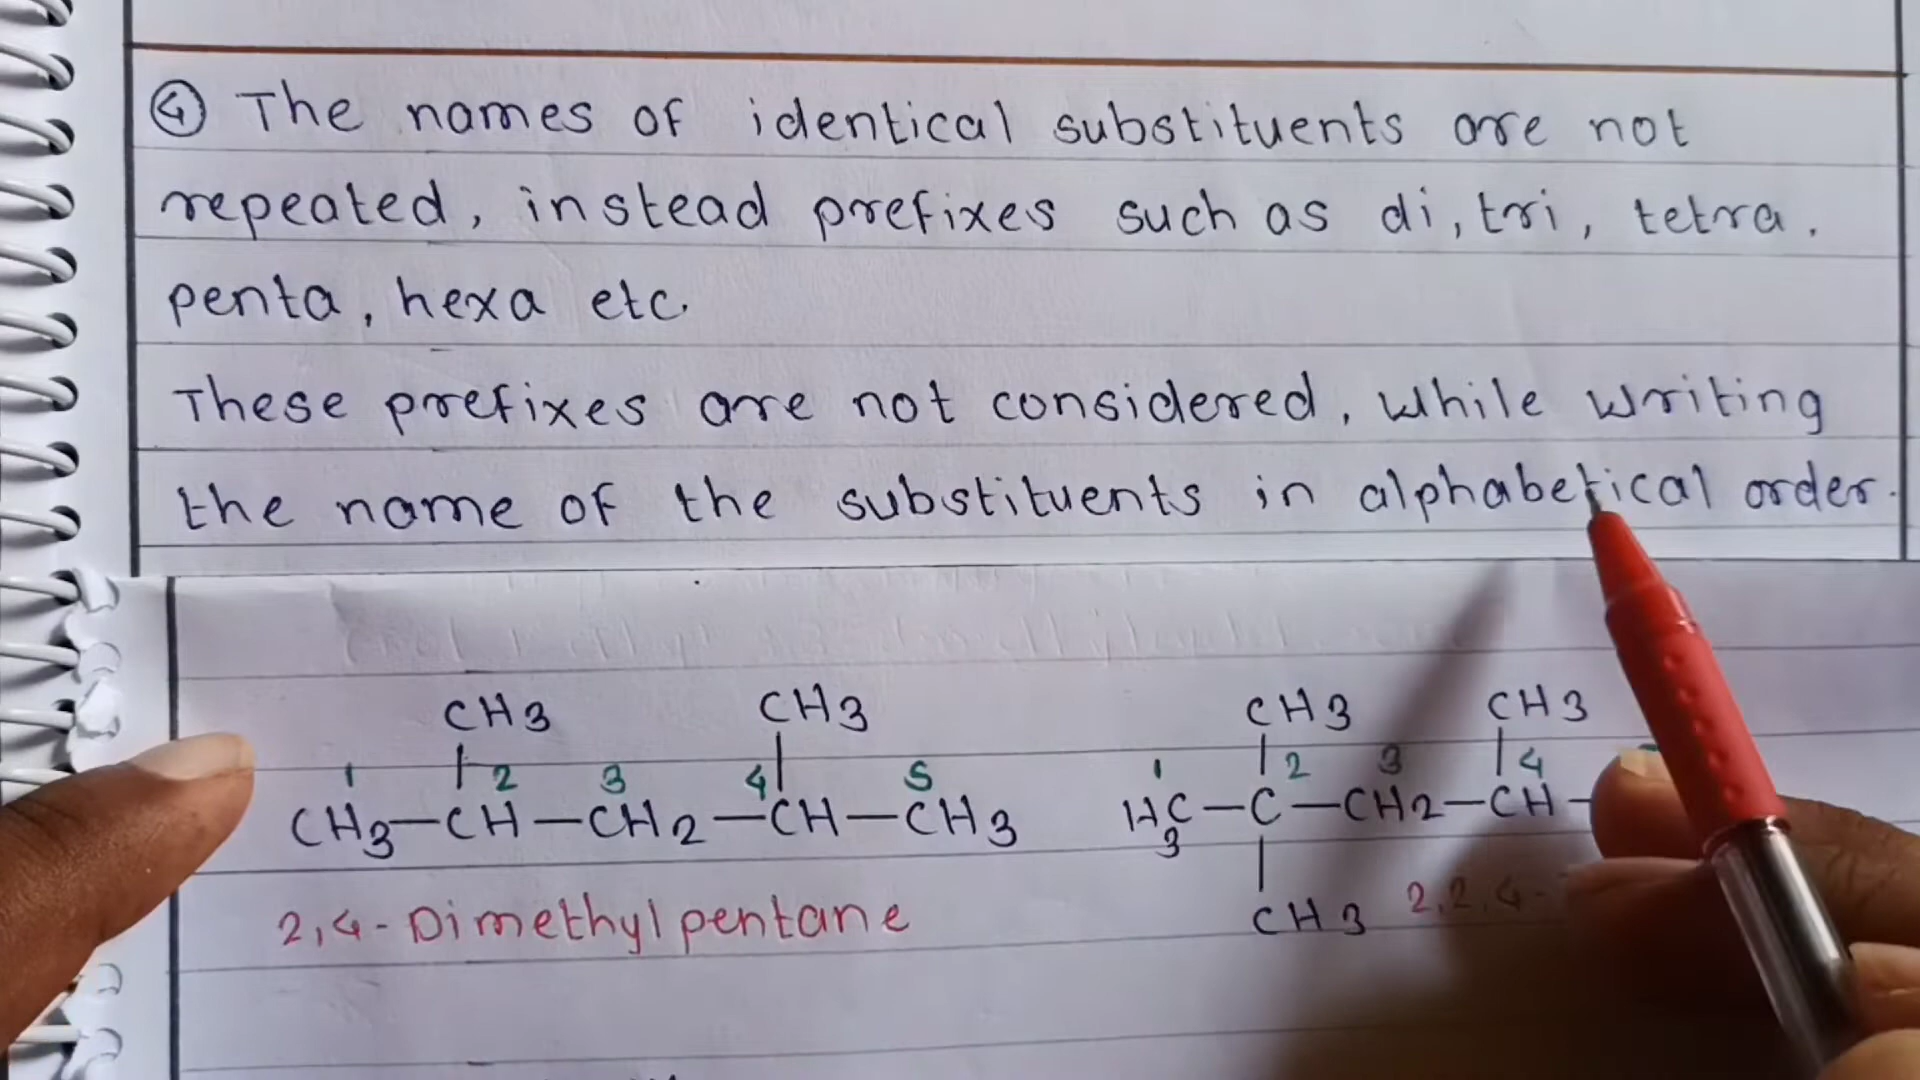 ④ The names of identical substituents are not
repeated, instead prefixes such as di, tri, tetra.
penta, hexa etc.
These prefixes are not considered, while writing
the name of the substituents in alphabetical order.
CH3 CH3 CH3 CH3
1 2 3 4 5 1 2 3 4
CH3-CH-CH2-CH-CH3 H3C-C-CH2-CH-
2,4-Dimethylpentane CH3 2,2,4-